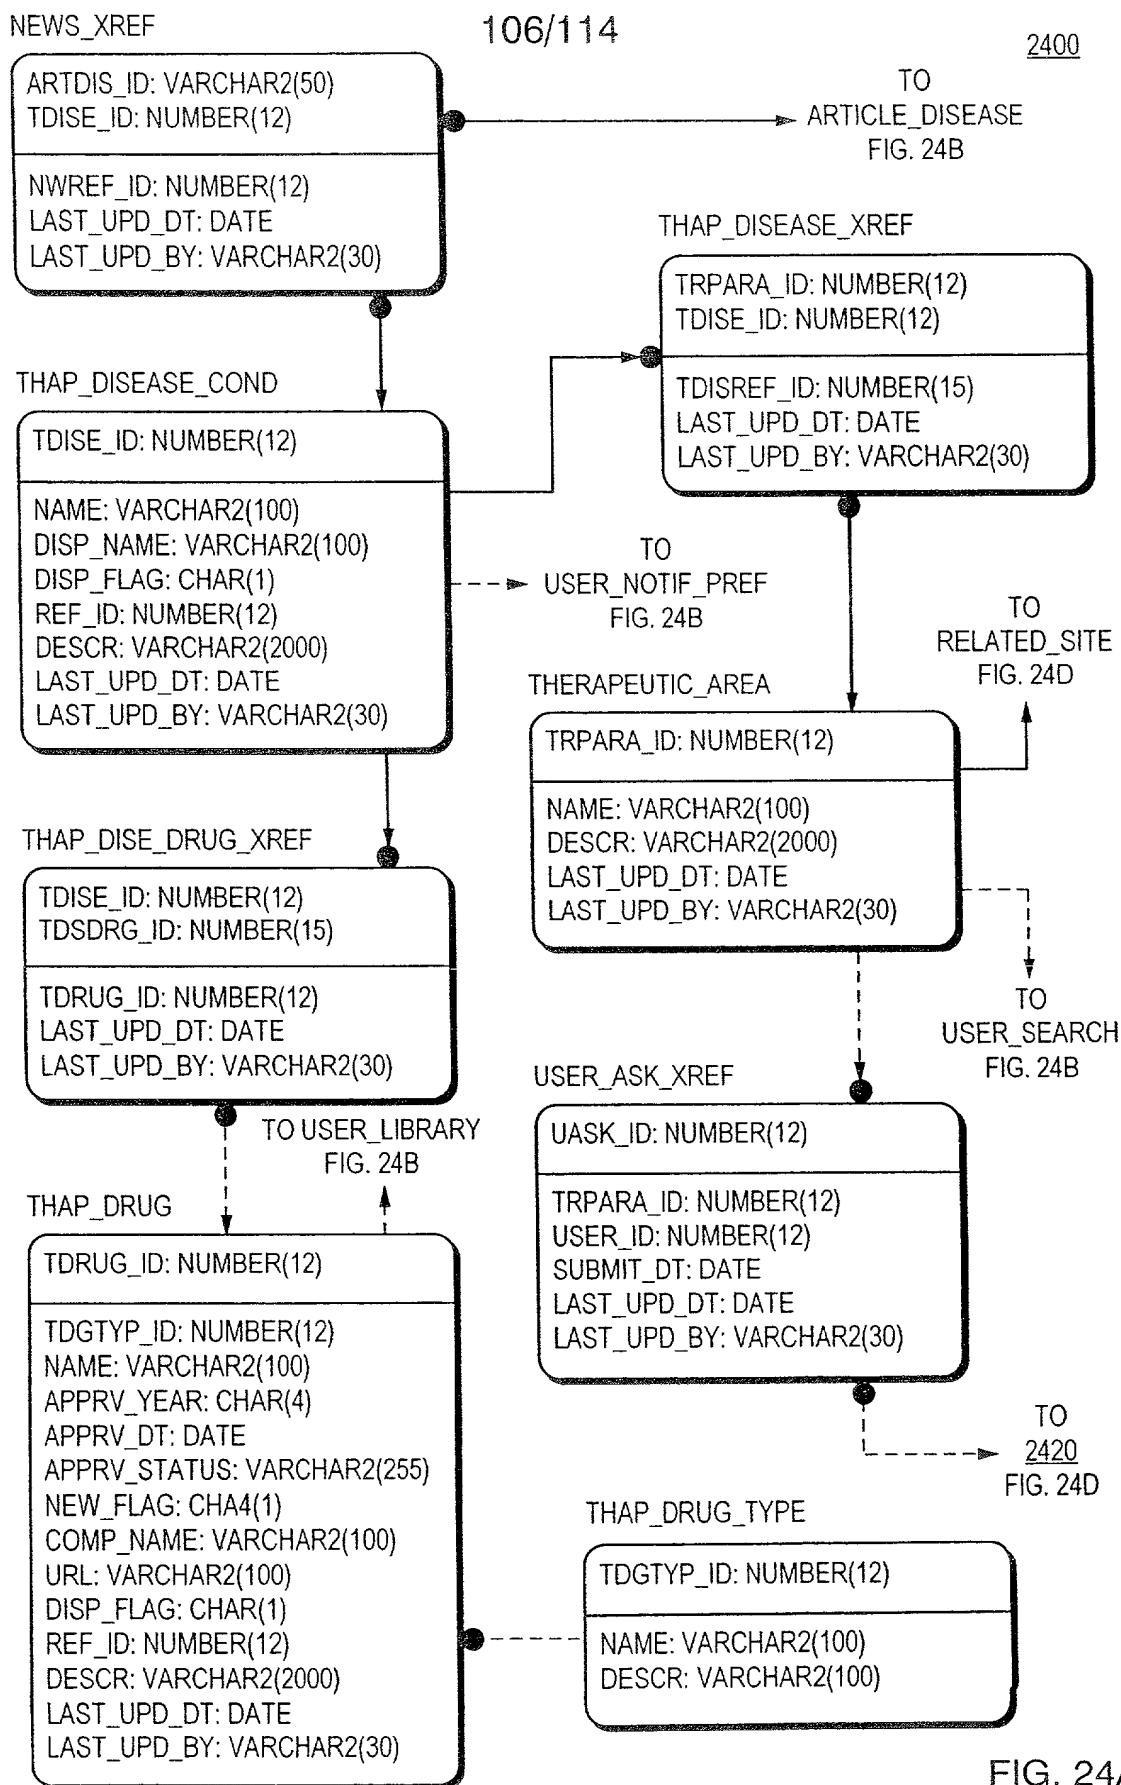 106/114
2400
NEWS_XREF
ARTDIS_ID: VARCHAR2(50)
TDISE_ID: NUMBER(12)
NWREF_ID: NUMBER(12)
LAST_UPD_DT: DATE
LAST_UPD_BY: VARCHAR2(30)
TO
ARTICLE_DISEASE
FIG. 24B
THAP_DISEASE_XREF
TRPARA_ID: NUMBER(12)
TDISE_ID: NUMBER(12)
TDISREF_ID: NUMBER(15)
LAST_UPD_DT: DATE
LAST_UPD_BY: VARCHAR2(30)
THAP_DISEASE_COND
TDISE_ID: NUMBER(12)
NAME: VARCHAR2(100)
DISP_NAME: VARCHAR2(100)
DISP_FLAG: CHAR(1)
REF_ID: NUMBER(12)
DESCR: VARCHAR2(2000)
LAST_UPD_DT: DATE
LAST_UPD_BY: VARCHAR2(30)
TO
USER_NOTIF_PREF
FIG. 24B
TO
RELATED_SITE
FIG. 24D
THERAPEUTIC_AREA
TRPARA_ID: NUMBER(12)
NAME: VARCHAR2(100)
DESCR: VARCHAR2(2000)
LAST_UPD_DT: DATE
LAST_UPD_BY: VARCHAR2(30)
TO
USER_SEARCH
FIG. 24B
THAP_DISE_DRUG_XREF
TDISE_ID: NUMBER(12)
TDSDRG_ID: NUMBER(15)
TDRUG_ID: NUMBER(12)
LAST_UPD_DT: DATE
LAST_UPD_BY: VARCHAR2(30)
TO USER_LIBRARY
FIG. 24B
USER_ASK_XREF
UASK_ID: NUMBER(12)
TRPARA_ID: NUMBER(12)
USER_ID: NUMBER(12)
SUBMIT_DT: DATE
LAST_UPD_DT: DATE
LAST_UPD_BY: VARCHAR2(30)
TO
2420
FIG. 24D
THAP_DRUG
TDRUG_ID: NUMBER(12)
TDGTYP_ID: NUMBER(12)
NAME: VARCHAR2(100)
APPRV_YEAR: CHAR(4)
APPRV_DT: DATE
APPRV_STATUS: VARCHAR2(255)
NEW_FLAG: CHA4(1)
COMP_NAME: VARCHAR2(100)
URL: VARCHAR2(100)
DISP_FLAG: CHAR(1)
REF_ID: NUMBER(12)
DESCR: VARCHAR2(2000)
LAST_UPD_DT: DATE
LAST_UPD_BY: VARCHAR2(30)
THAP_DRUG_TYPE
TDGTYP_ID: NUMBER(12)
NAME: VARCHAR2(100)
DESCR: VARCHAR2(100)
FIG. 24A